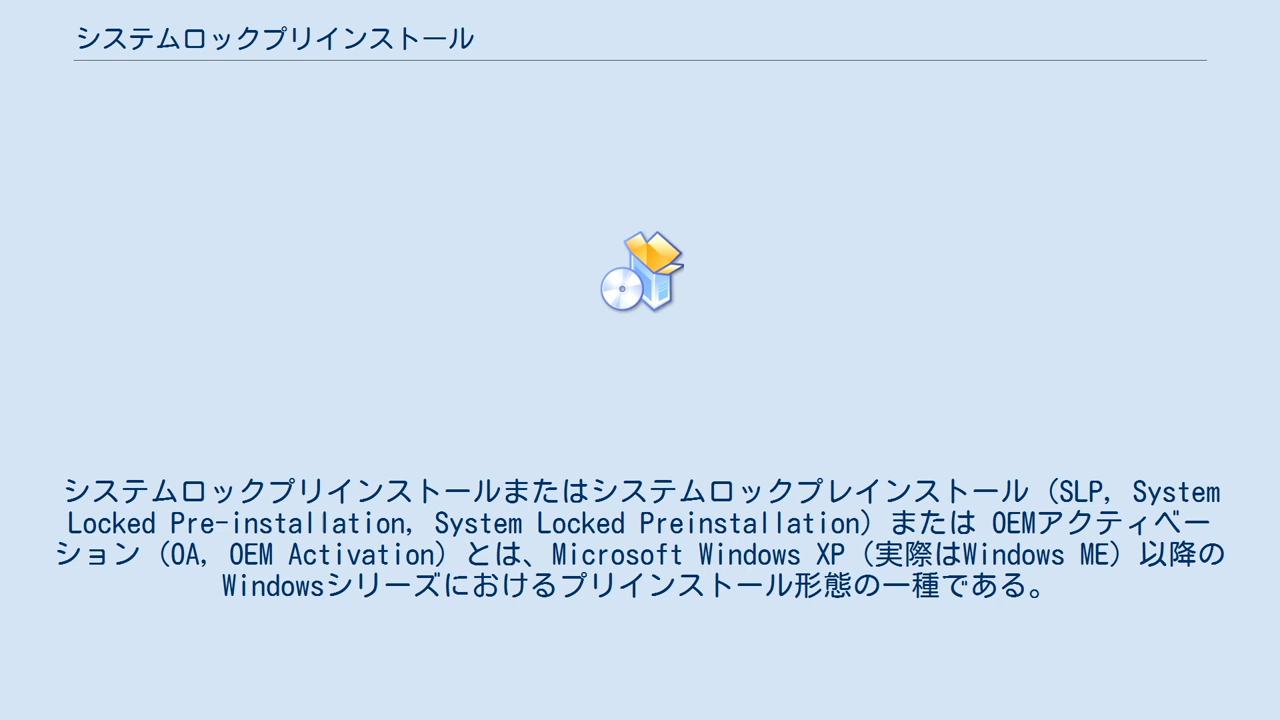 システムロックプリインストール
システムロックプリインストールまたはシステムロックプレインストール（SLP, System
Locked Pre-installation, System Locked Preinstallation）または OEMアクティベー
ション（OA, OEM Activation）とは、Microsoft Windows XP（実際はWindows ME）以降の
Windowsシリーズにおけるプリインストール形態の一種である。